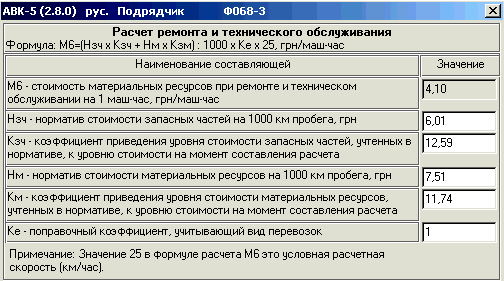 АВК-5 (2.8.0) рус. Подрядчик Ф068-3
Расчет ремонта и технического обслуживания
Формула: М6=(Нзч х Кзч + Нм х Кзм) : 1000 х Ке х 25, грн/маш-час
Наименование составляющей Значение
М6 - стоимость материальных ресурсов при ремонте и техническом
обслуживании на 1 маш-час, грн/маш-час
4,10
Нзч - норматив стоимости запасных частей на 1000 км пробега, грн
6,01
Кзч - коэффициент приведения уровня стоимости запасных частей, учтенных в
нормативе, к уровню стоимости на момент составления расчета
12,59
Нм - норматив стоимости материальных ресурсов на 1000 км пробега, грн
7,51
Км - коэффициент приведения уровня стоимости материальных ресурсов,
учтенных в нормативе, к уровню стоимости на момент составления расчета
11,74
Ке - поправочный коэффициент, учитывающий вид перевозок
1
Примечание: Значение 25 в формуле расчета М6 это условная расчетная
скорость (км/час).